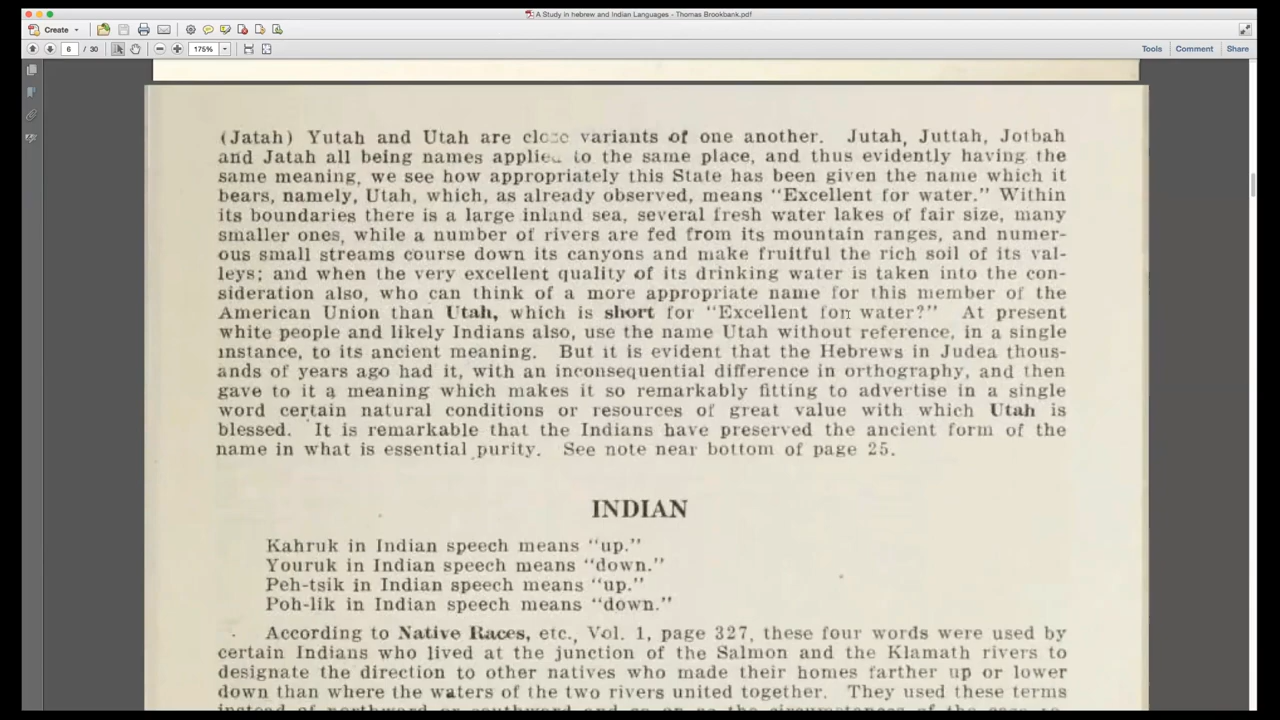 A Study in hebrew and Indian Languages - Thomas Brookbank.pdf
Create
6 / 30
175%
Tools Comment Share
(Jatah) Yutah and Utah are close variants of one another. Jutah, Juttah, Jotbah
and Jatah all being names applied to the same place, and thus evidently having the
same meaning, we see how appropriately this State has been given the name which it
bears, namely, Utah, which, as already observed, means "Excellent for water." Within
its boundaries there is a large inland sea, several fresh water lakes of fair size, many
smaller ones, while a number of rivers are fed from its mountain ranges, and numer-
ous small streams course down its canyons and make fruitful the rich soil of its val-
leys; and when the very excellent quality of its drinking water is taken into the con-
sideration also, who can think of a more appropriate name for this member of the
American Union than Utah, which is short for "Excellent for water?" At present
white people and likely Indians also, use the name Utah without reference, in a single
instance, to its ancient meaning. But it is evident that the Hebrews in Judea thous-
ands of years ago had it, with an inconsequential difference in orthography, and then
gave to it a meaning which makes it so remarkably fitting to advertise in a single
word certain natural conditions or resources of great value with which Utah is
blessed. It is remarkable that the Indians have preserved the ancient form of the
name in what is essential purity. See note near bottom of page 25.
INDIAN
Kahruk in Indian speech means "up."
Youruk in Indian speech means "down."
Peh-tsik in Indian speech means "up."
Poh-lik in Indian speech means "down."
According to Native Races, etc., Vol. 1, page 327, these four words were used by
certain Indians who lived at the junction of the Salmon and the Klamath rivers to
designate the direction to other natives who made their homes farther up or lower
down than where the waters of the two rivers united together. They used these terms